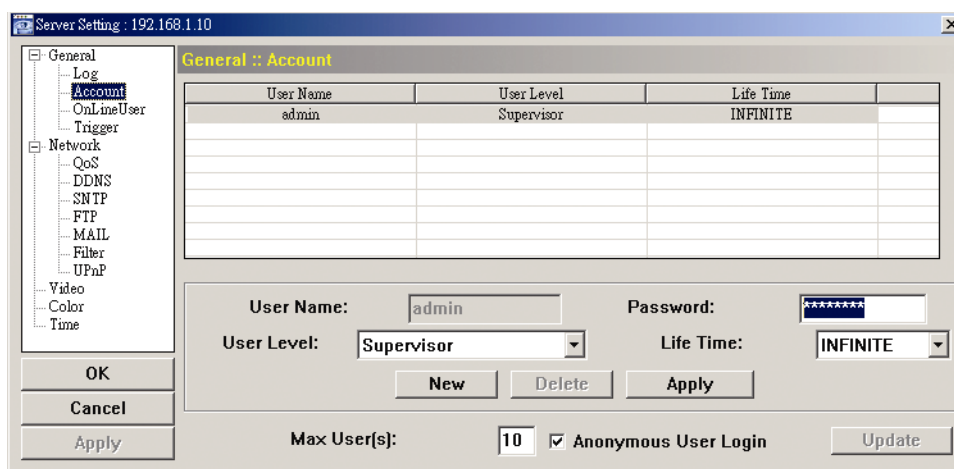 Server Setting : 192.168.1.10
General
Log
Account
OnLineUser
Trigger
Network
QoS
DDNS
SNTP
FTP
MAIL
Filter
UPnP
Video
Color
Time
OK
Cancel
Apply
General :: Account
User Name User Level Life Time
admin Supervisor INFINITE
User Name: admin Password: ********
User Level: Supervisor Life Time: INFINITE
New Delete Apply
Max User(s): 10 Anonymous User Login Update